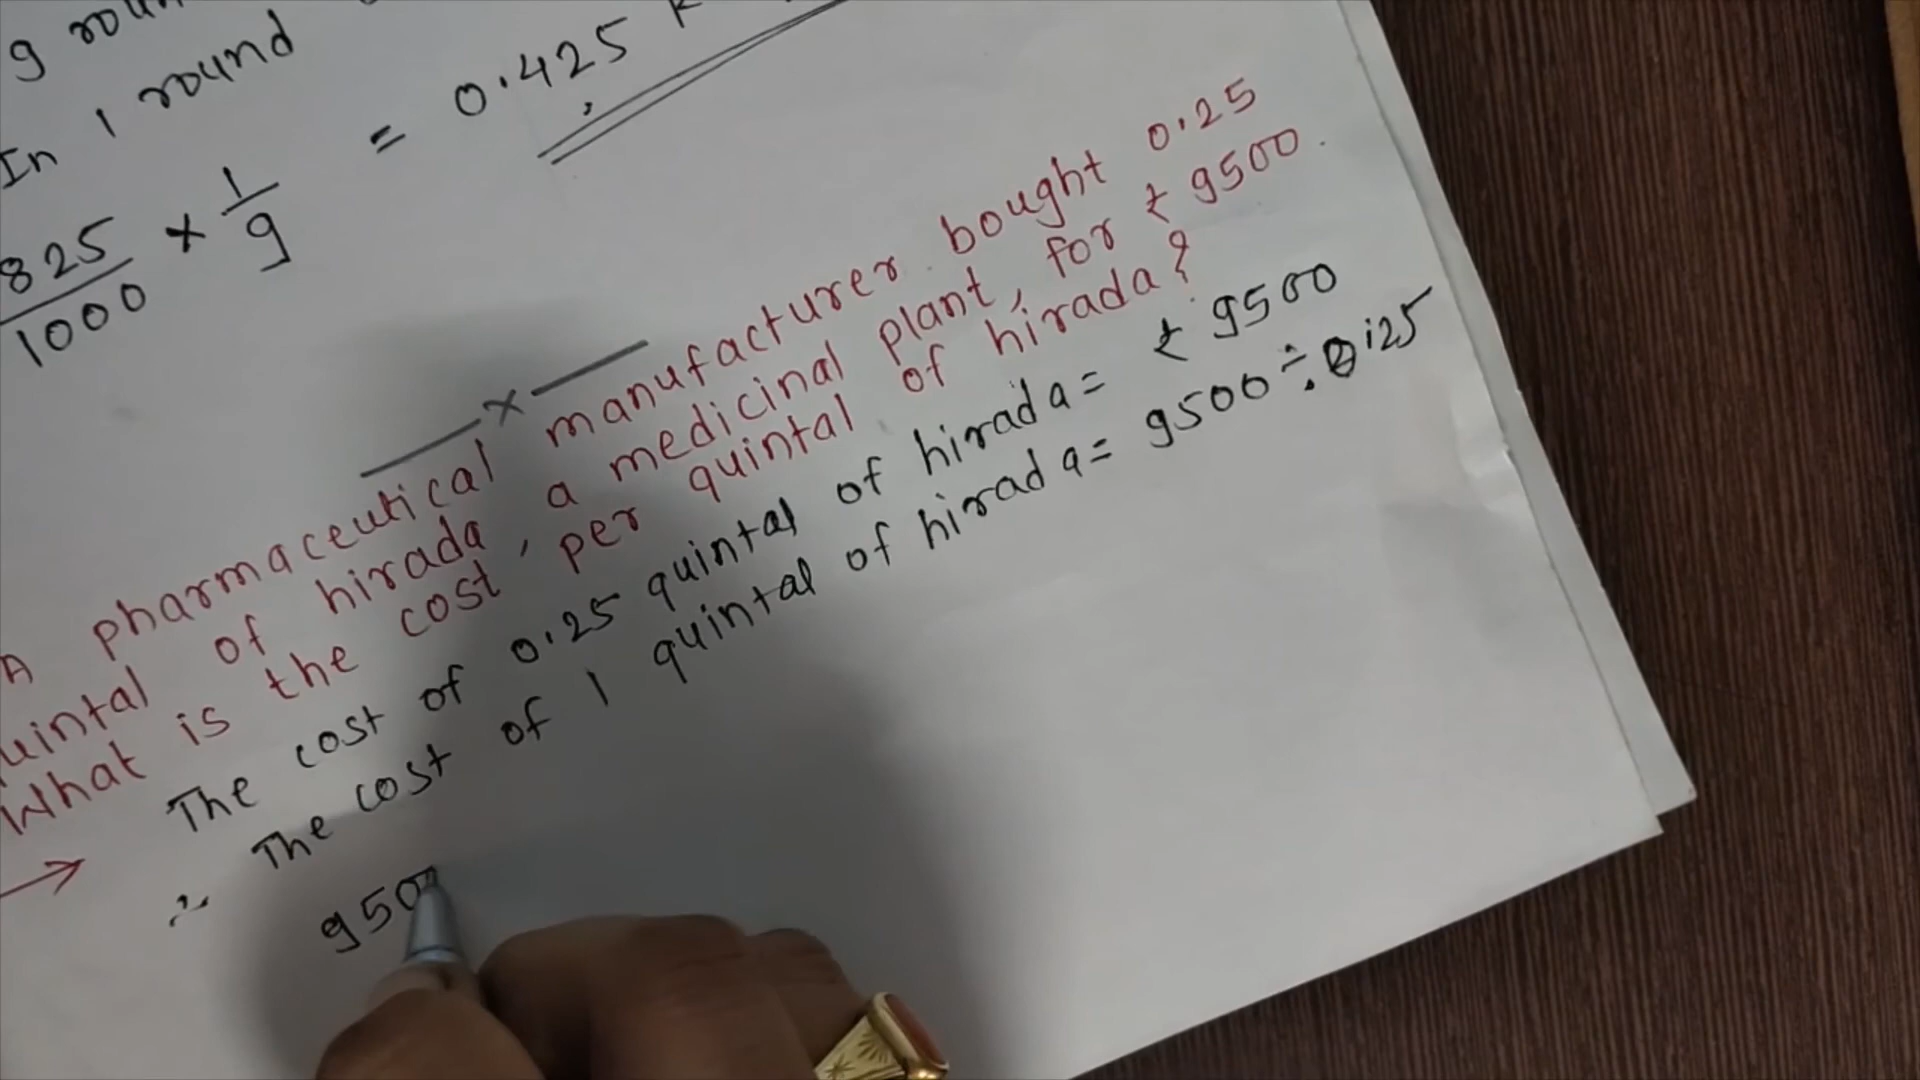 9
In 1 round
825/1000 × 1/9 = 0.425
×
A pharmaceutical manufacturer bought 0.25
uintal of hirada, a medicinal plant, for ₹ 9500.
What is the cost, per quintal of hirada?
→ The cost of 0.25 quintal of hirada = ₹ 9500
∴ The cost of 1 quintal of hirada = 9500 ÷ 0.25
950